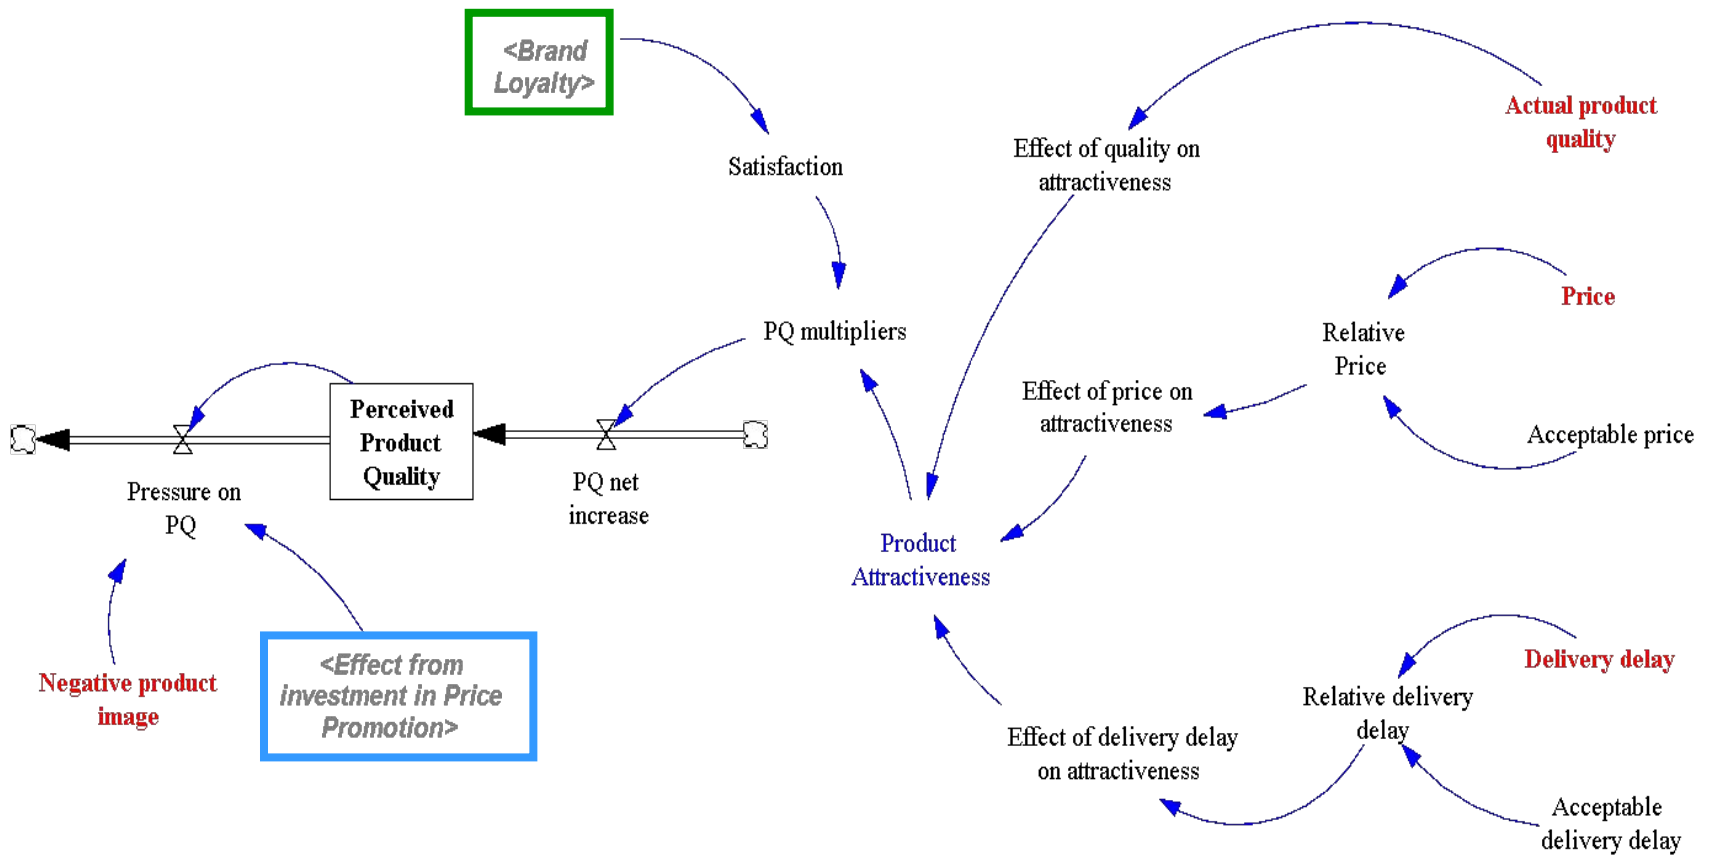 <Brand
Loyalty>
Actual product
quality
Effect of quality on
attractiveness
Satisfaction
Price
PQ multipliers
Relative
Price
Effect of price on
attractiveness
Perceived
Product
Quality
Acceptable price
PQ net
increase
Pressure on
PQ
Product
Attractiveness
Negative product
image
<Effect from
investment in Price
Promotion>
Delivery delay
Relative delivery
delay
Effect of delivery delay
on attractiveness
Acceptable
delivery delay